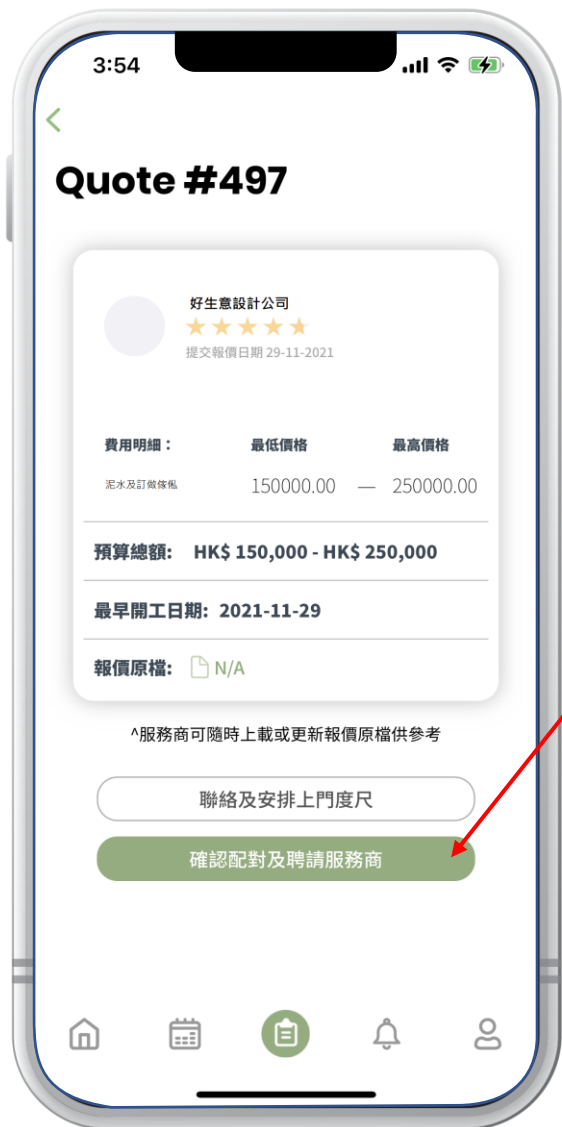 3:54
Quote #497
好生意設計公司
提交報價日期 29-11-2021
費用明細： 最低價格 最高價格
泥水及訂做傢俬 150000.00 — 250000.00
預算總額: HK$ 150,000 - HK$ 250,000
最早開工日期: 2021-11-29
報價原檔: N/A
^服務商可隨時上載或更新報價原檔供參考
聯絡及安排上門度尺
確認配對及聘請服務商